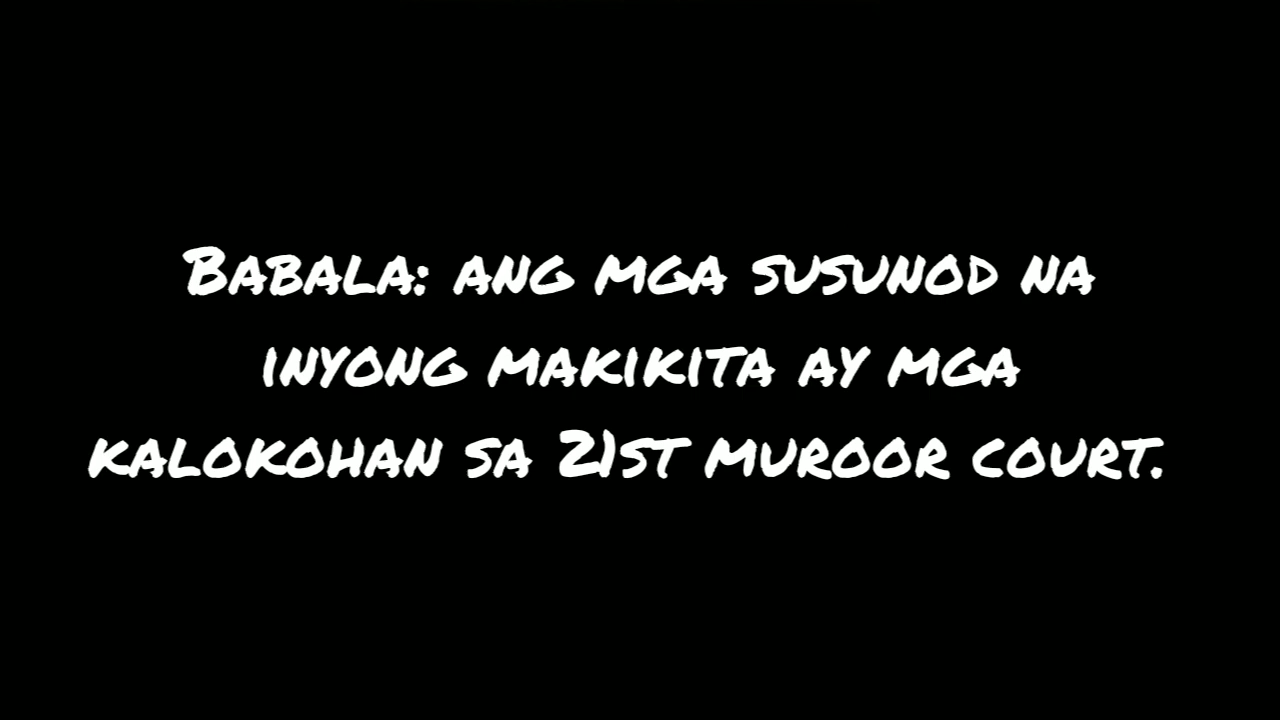 Babala: ang mga susunod na
inyong makikita ay mga
kalokohan sa 21st muroor court.